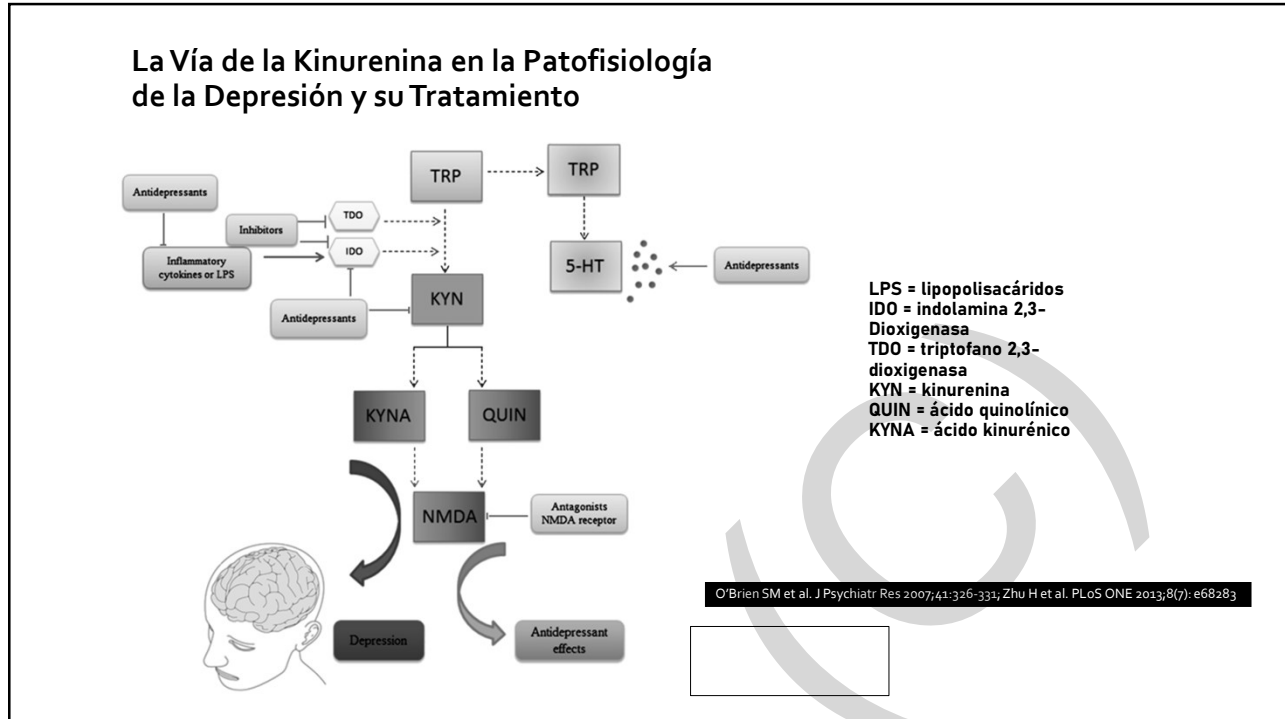 La Vía de la Kinurenina en la Patofisiología
de la Depresión y su Tratamiento
TRP
TRP
Antidepressants
TDO
Inhibitors
IDO
Inflammatory
cytokines or LPS
5-HT
Antidepressants
KYN
Antidepressants
LPS = lipopolisacáridos
IDO = indolamina 2,3-
Dioxigenasa
TDO = triptofano 2,3-
dioxigenasa
KYN = kinurenina
QUIN = ácido quinolínico
KYNA = ácido kinurénico
KYNA
QUIN
NMDA
Antagonists
NMDA receptor
O'Brien SM et al. J Psychiatr Res 2007;41:326-331; Zhu H et al. PLoS ONE 2013;8(7): e68283
Depression
Antidepressant
effects